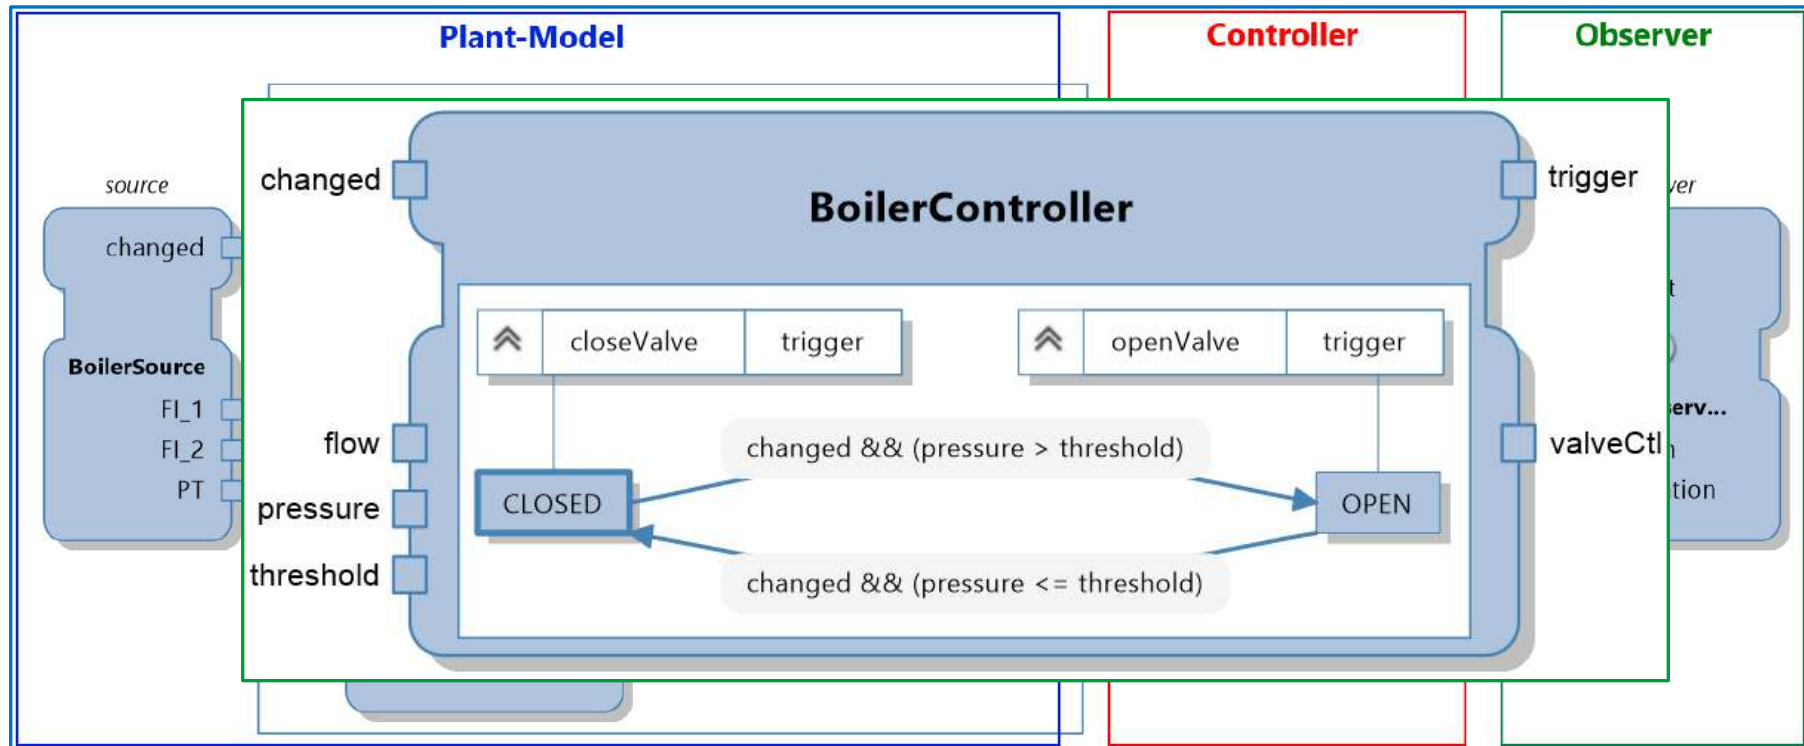 Plant-Model
Controller
Observer
source
changed
BoilerSource
FI_1
FI_2
PT
changed
flow
pressure
threshold
BoilerController
closeValve
trigger
openValve
trigger
changed && (pressure > threshold)
CLOSED
OPEN
changed && (pressure <= threshold)
trigger
valveCtl